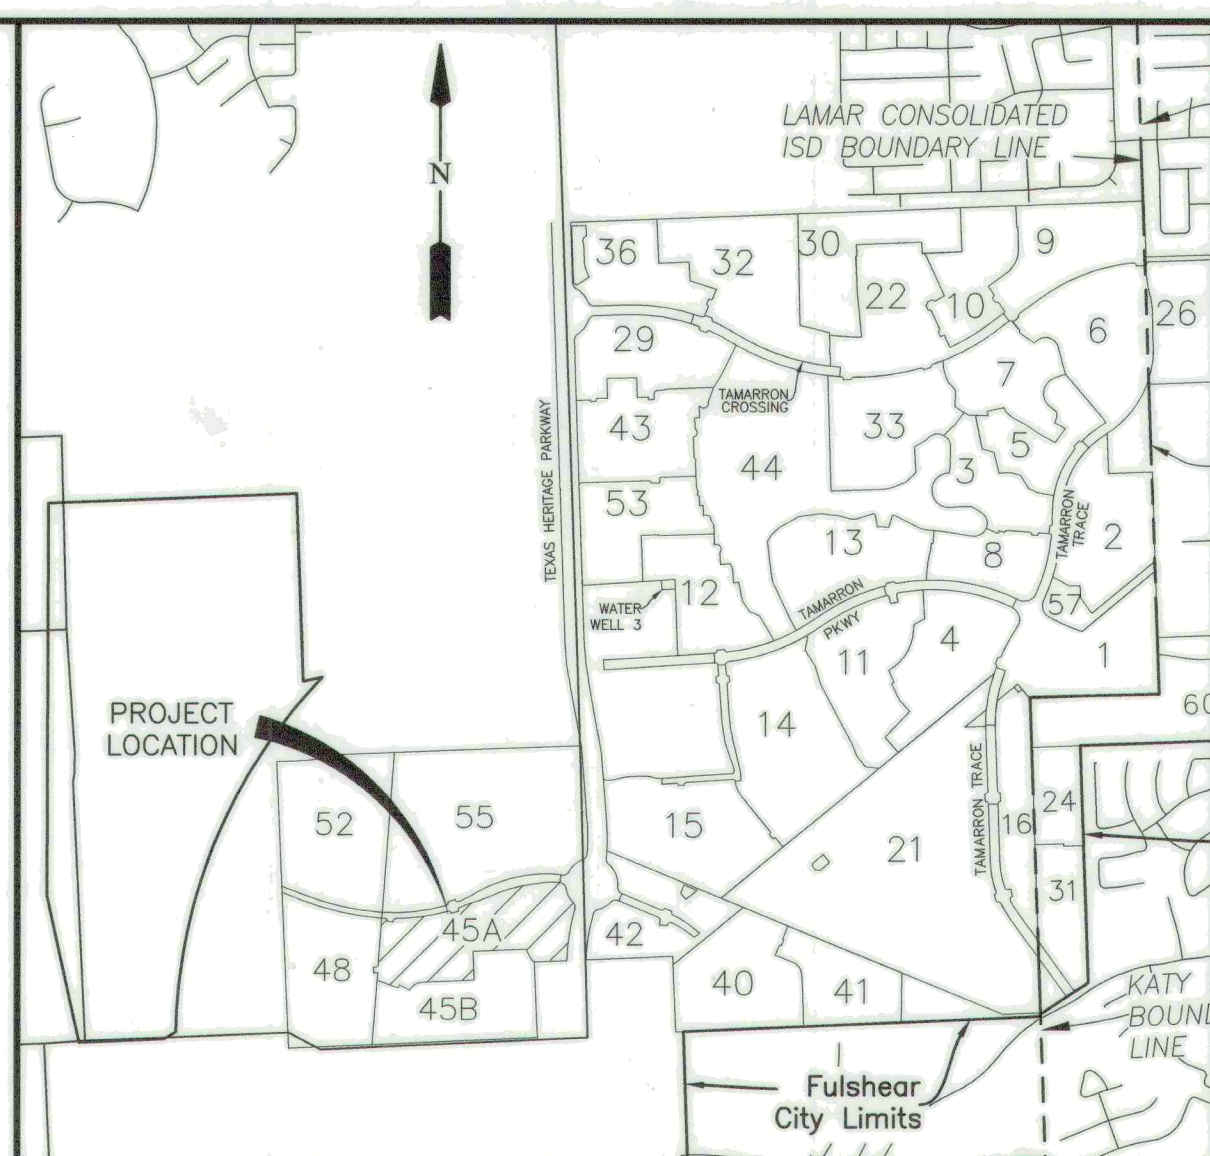 LAMAR CONSOLIDATED
ISD BOUNDARY LINE
N
36
32
30
9
22
10
6
26
29
7
TAMARRON
CROSSING
43
33
5
3
44
TEXAS HERITAGE PARKWAY
53
13
8
TAMARRON
TRACE
2
12
WATER
WELL 3
TAMARRON
PKWY
57
11
4
1
60
PROJECT
LOCATION
14
TAMARRON TRACE
52
55
15
21
16
24
31
45A
42
48
45B
40
41
KATY
BOUND
LINE
Fulshear
City Limits